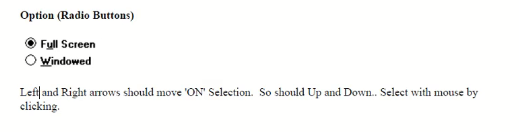 Option (Radio Buttons)
Full Screen
Windowed
Left and Right arrows should move 'ON' Selection. So should Up and Down.. Select with mouse by
clicking.